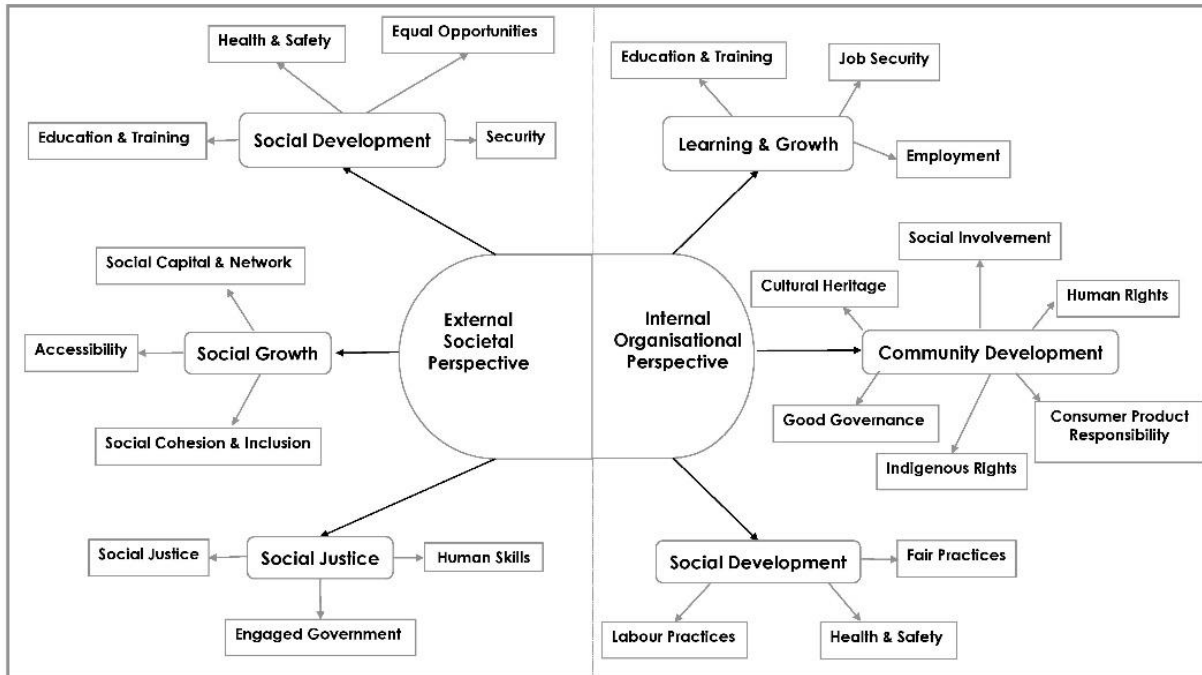 Health & Safety
Equal Opportunities
Education & Training
Social Development
Security
Social Capital & Network
Accessibility
Social Growth
Social Cohesion & Inclusion
External
Societal
Perspective
Social Justice
Social Justice
Human Skills
Engaged Government
Education & Training
Job Security
Learning & Growth
Employment
Social Involvement
Cultural Heritage
Human Rights
Internal
Organisational
Perspective
Community Development
Good Governance
Consumer Product
Responsibility
Indigenous Rights
Social Development
Fair Practices
Labour Practices
Health & Safety